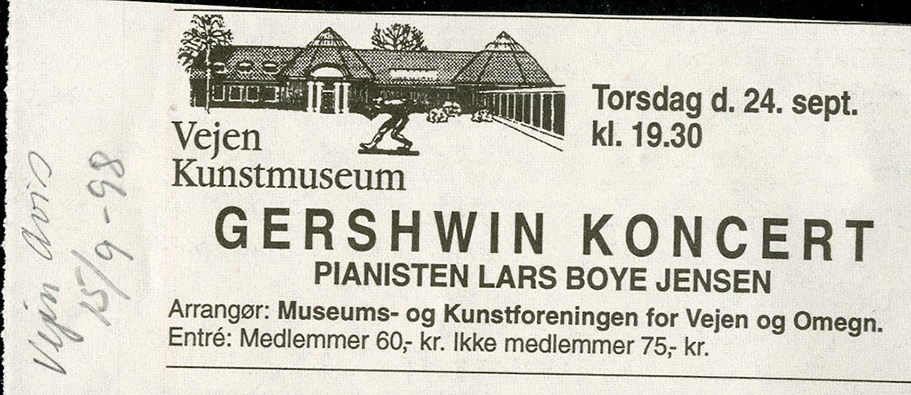 Vejen Avis
15/9-98
Vejen
Kunstmuseum
Torsdag d. 24. sept.
kl. 19.30
GERSHWIN KONCERT
PIANISTEN LARS BOYE JENSEN
Arrangør: Museums- og Kunstforeningen for Vejen og Omegn.
Entré: Medlemmer 60,- kr. Ikke medlemmer 75,- kr.